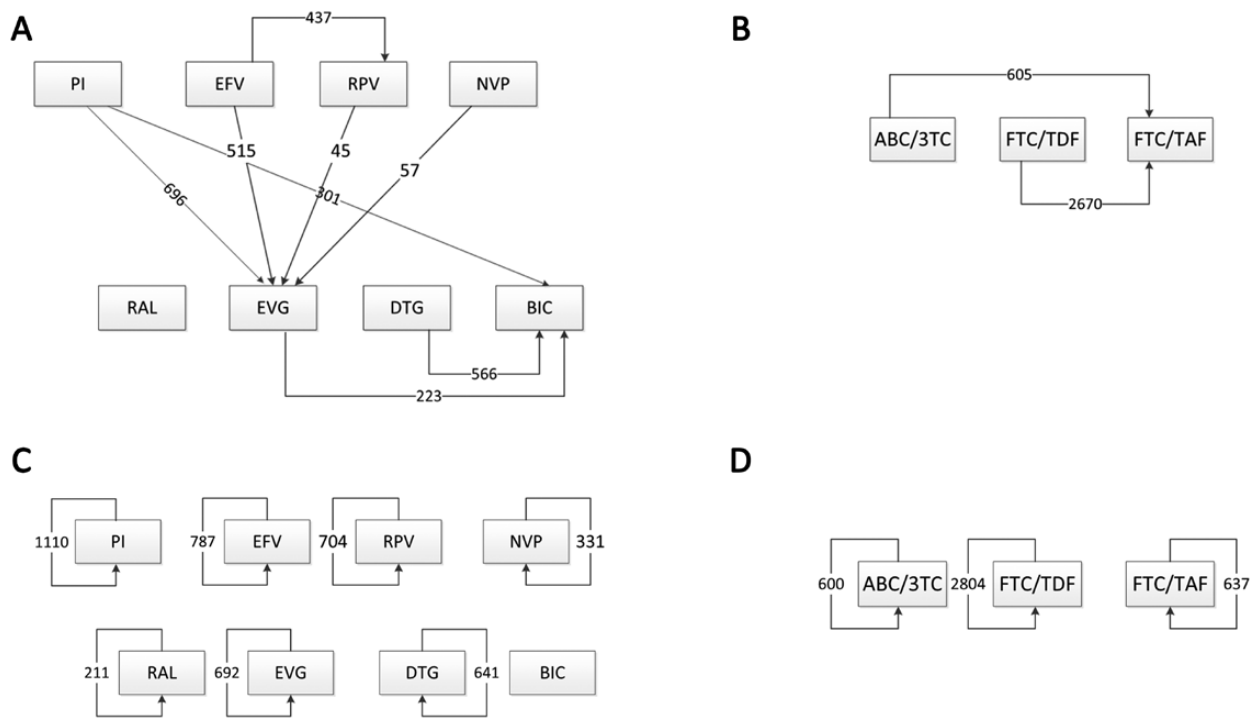 A
437
PI
EFV
RPV
NVP
515
45
57
696
301
RAL
EVG
DTG
BIC
566
223
B
605
ABC/3TC
FTC/TDF
FTC/TAF
2670
C
1110
PI
787
EFV
704
RPV
NVP
331
211
RAL
692
EVG
DTG
641
BIC
D
600
ABC/3TC
2804
FTC/TDF
FTC/TAF
637